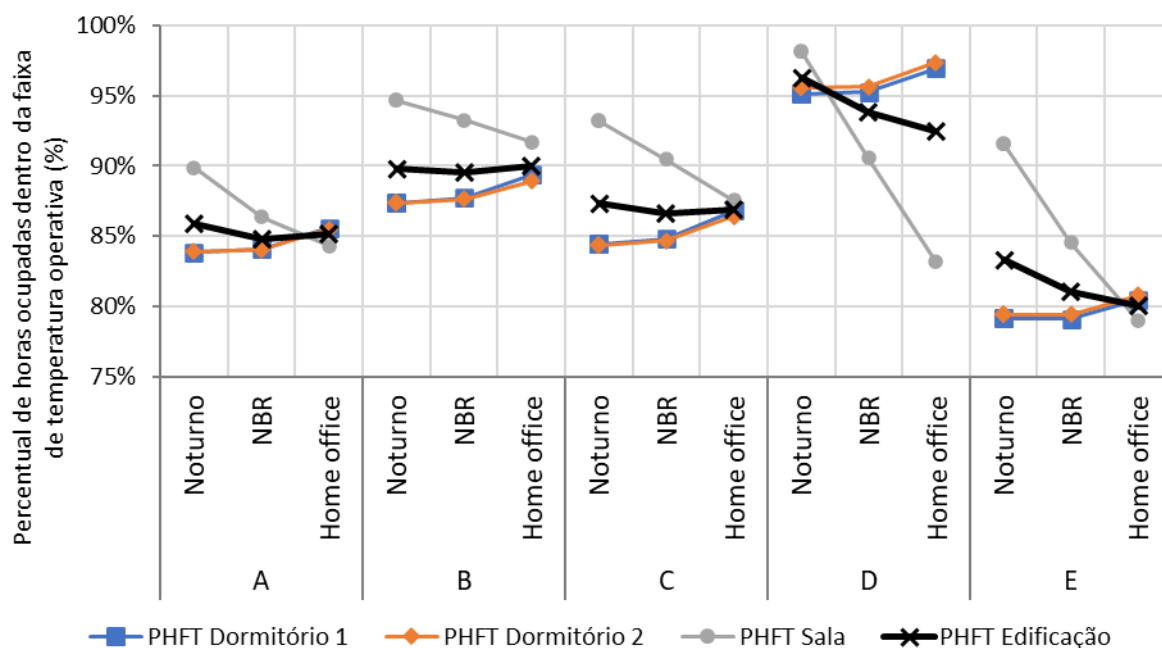 Percentual de horas ocupadas dentro da faixa
de temperatura operativa (%)
100%
95%
90%
85%
80%
75%
Noturno
NBR
Home office
Noturno
NBR
Home office
Noturno
NBR
Home office
Noturno
NBR
Home office
Noturno
NBR
Home office
A B C D E
PHFT Dormitório 1 PHFT Dormitório 2 PHFT Sala PHFT Edificação